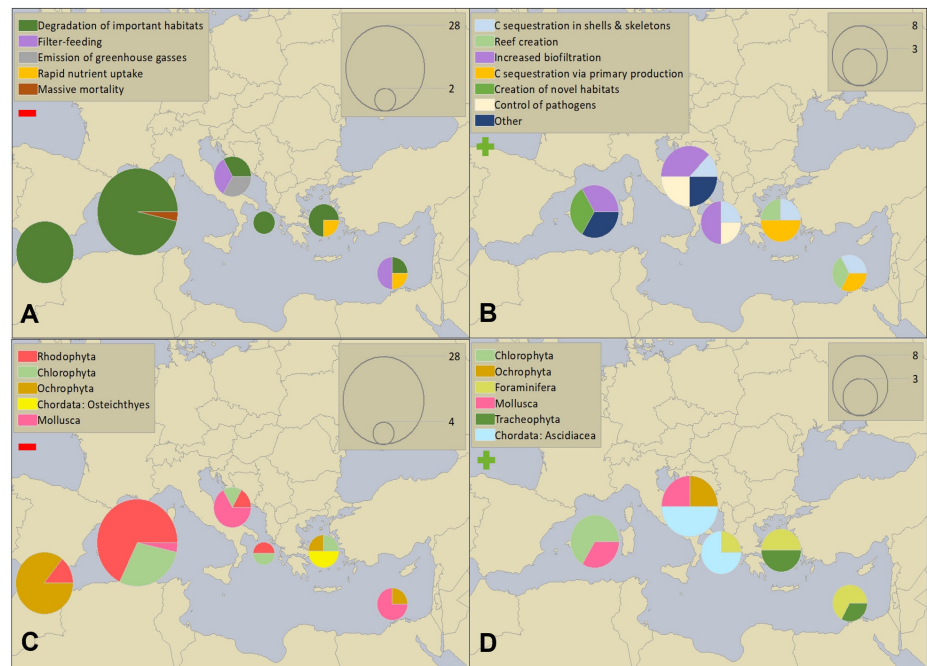 Degradation of important habitats
Filter-feeding
Emission of greenhouse gasses
Rapid nutrient uptake
Massive mortality
28
2
A
C sequestration in shells & skeletons
Reef creation
Increased biofiltration
C sequestration via primary production
Creation of novel habitats
Control of pathogens
Other
8
3
B
Rhodophyta
Chlorophyta
Ochrophyta
Chordata: Osteichthyes
Mollusca
28
4
C
Chlorophyta
Ochrophyta
Foraminifera
Mollusca
Tracheophyta
Chordata: Ascidiacea
8
3
D